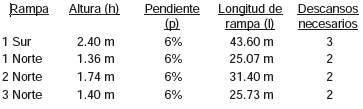 Rampa Altura (h) Pendiente (p) Longitud de rampa (l) Descansos necesarios
1 Sur 2.40 m 6% 43.60 m 3
1 Norte 1.36 m 6% 25.07 m 2
2 Norte 1.74 m 6% 31.40 m 2
3 Norte 1.40 m 6% 25.73 m 2